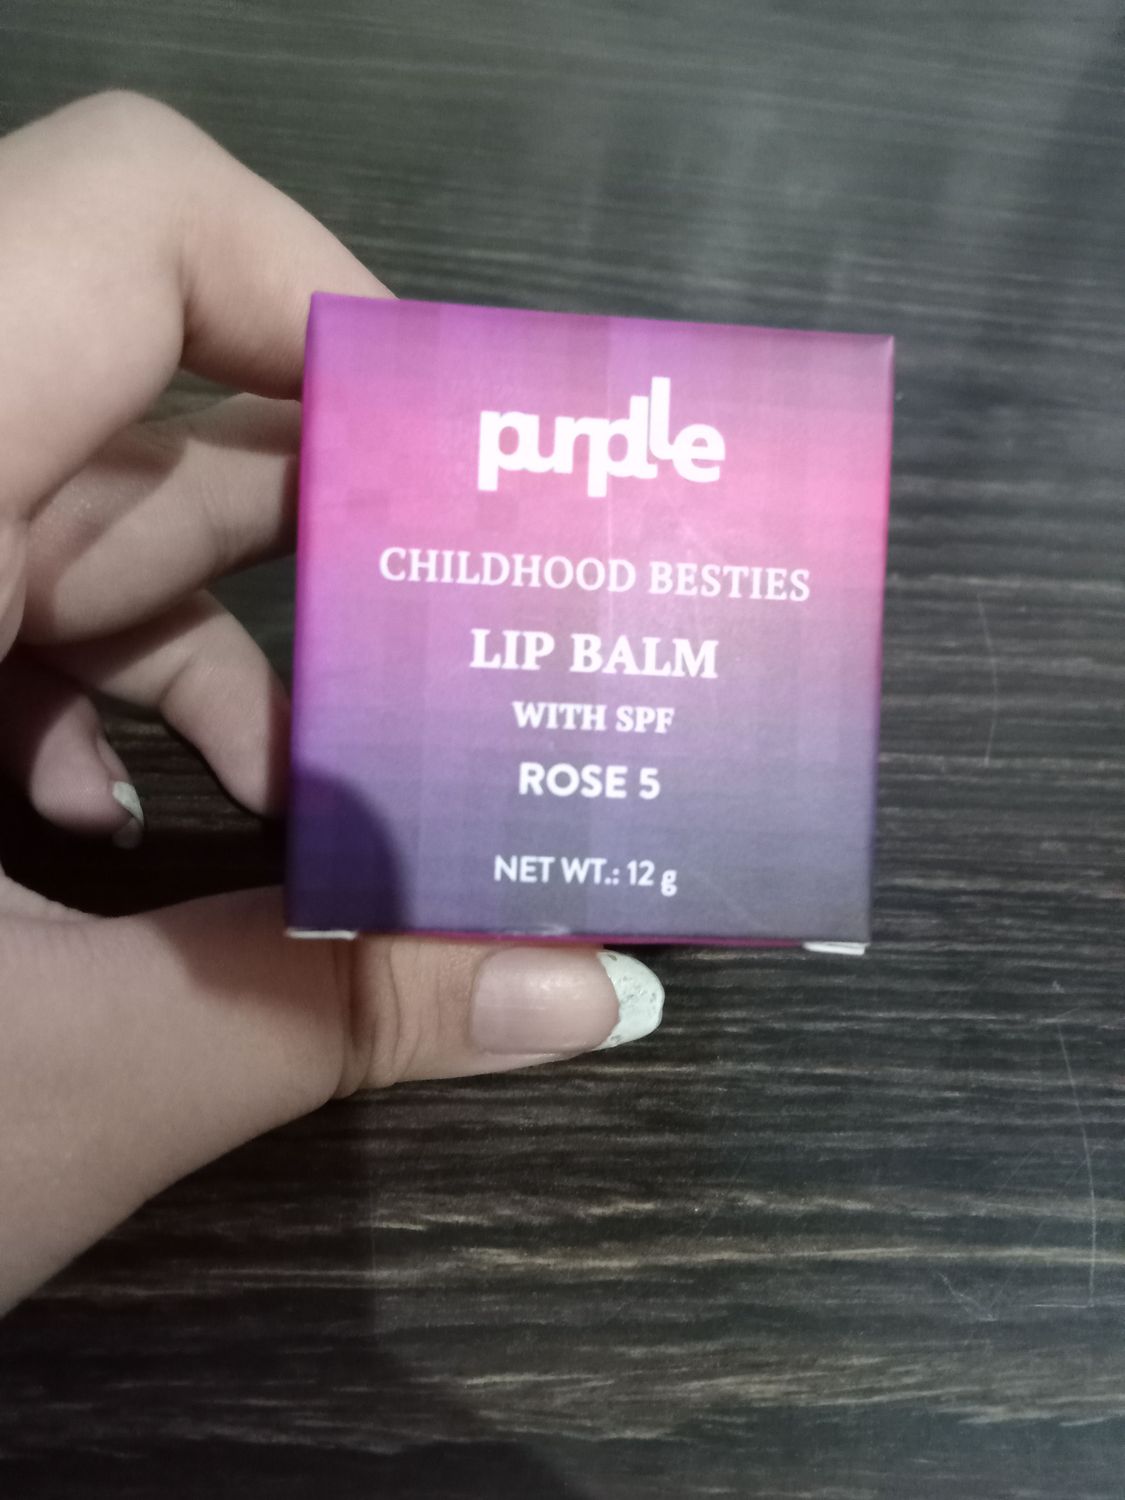 purplle
CHILDHOOD BESTIES
LIP BALM
WITH SPF
ROSE 5
NET WT.: 12 g